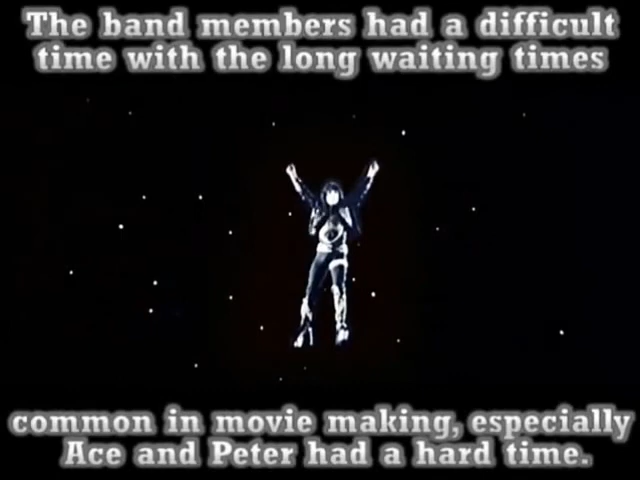 The band members had a difficult
time with the long waiting times
common in movie making, especially
Ace and Peter had a hard time.